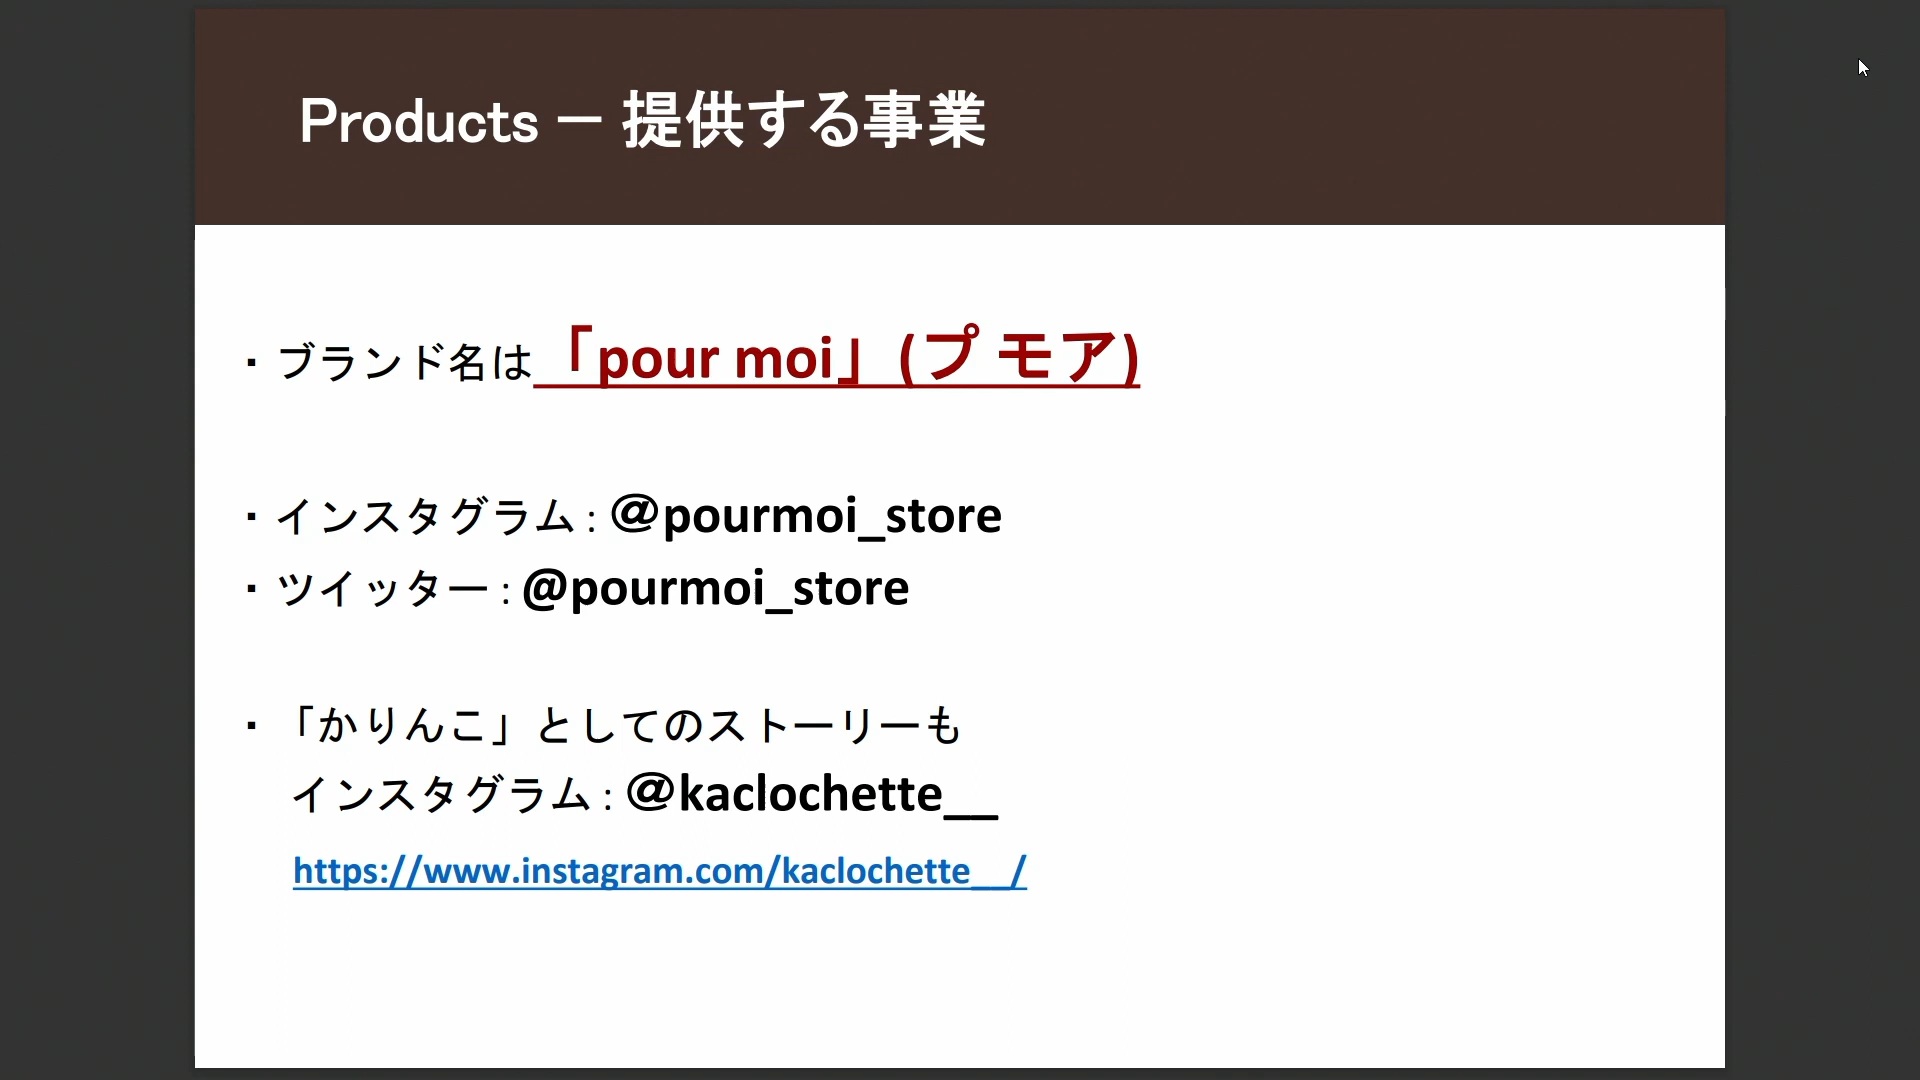 Products － 提供する事業
・ブランド名は「pour moi」(プ モア)
・インスタグラム : ＠pourmoi_store
・ツイッター : @pourmoi_store
・「かりんこ」としてのストーリーも
インスタグラム : ＠kaclochette__
https://www.instagram.com/kaclochette__/